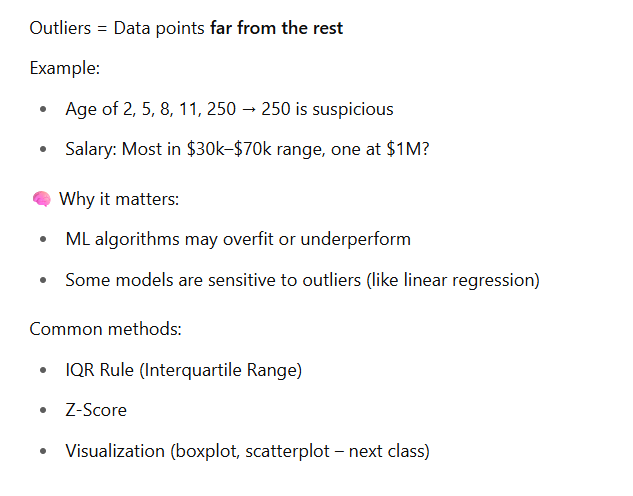 Outliers = Data points far from the rest
Example:
• Age of 2, 5, 8, 11, 250 → 250 is suspicious
• Salary: Most in $30k–$70k range, one at $1M?
🧠 Why it matters:
• ML algorithms may overfit or underperform
• Some models are sensitive to outliers (like linear regression)
Common methods:
• IQR Rule (Interquartile Range)
• Z-Score
• Visualization (boxplot, scatterplot – next class)